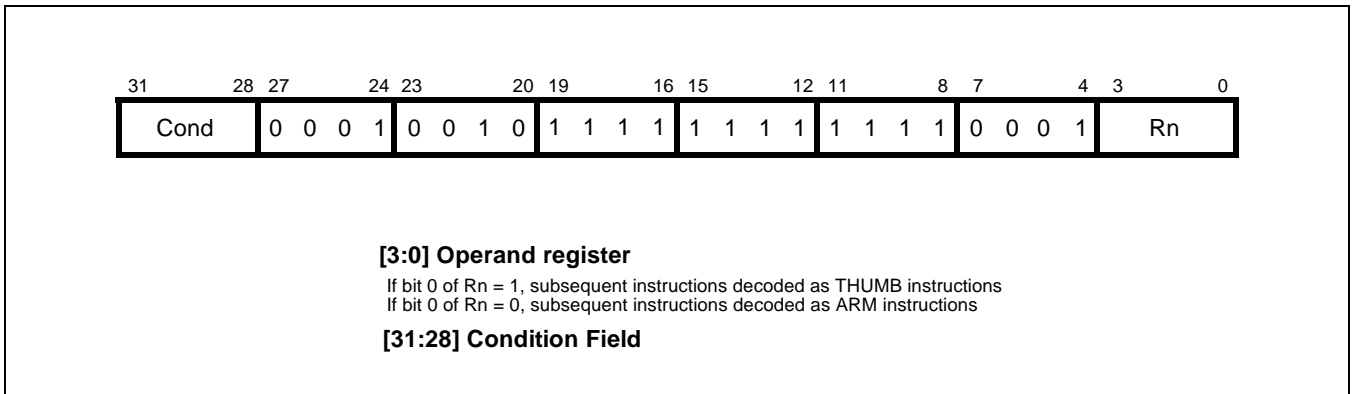 31 28 27 24 23 20 19 16 15 12 11 8 7 4 3 0
Cond 0 0 0 1 0 0 1 0 1 1 1 1 1 1 1 1 1 1 1 1 0 0 0 1 Rn
[3:0] Operand register
If bit 0 of Rn = 1, subsequent instructions decoded as THUMB instructions
If bit 0 of Rn = 0, subsequent instructions decoded as ARM instructions
[31:28] Condition Field